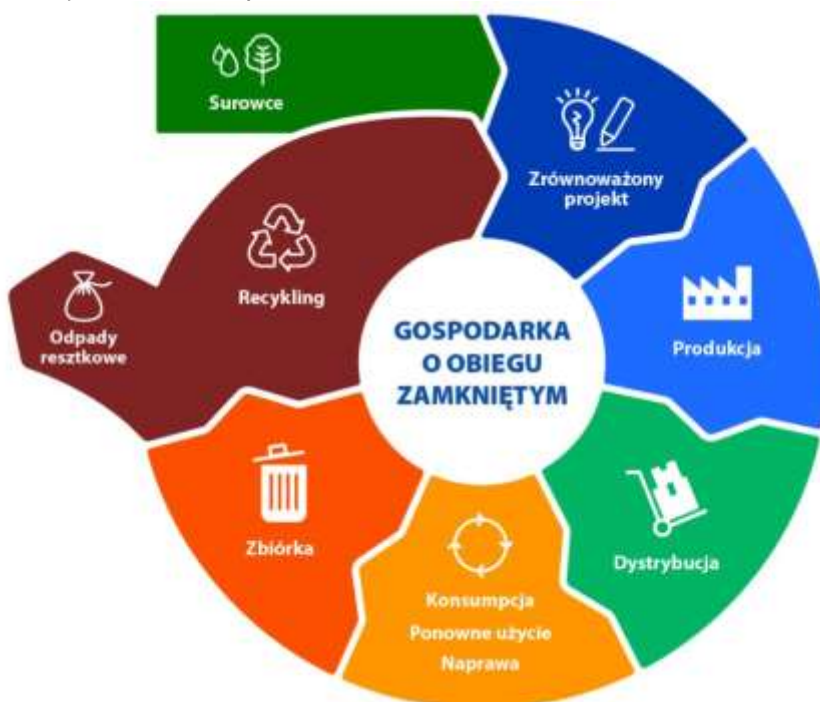 Surowce
Zrównoważony
projekt
Produkcja
Dystrybucja
Konsumpcja
Ponowne użycie
Naprawa
Zbiórka
Recykling
Odpady
resztkowe
GOSPODARKA
O OBIEGU
ZAMKNIĘTYM